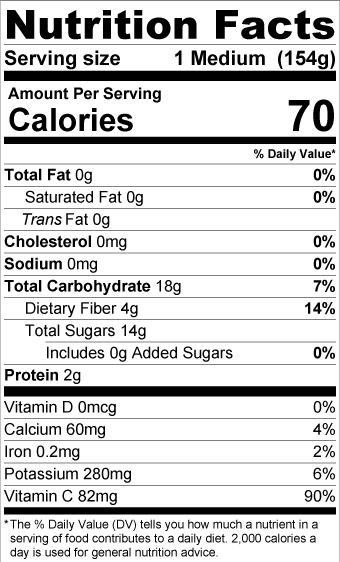 Nutrition Facts
Serving size 1 Medium (154g)
Amount Per Serving
Calories 70
% Daily Value*
Total Fat 0g 0%
Saturated Fat 0g 0%
Trans Fat 0g
Cholesterol 0mg 0%
Sodium 0mg 0%
Total Carbohydrate 18g 7%
Dietary Fiber 4g 14%
Total Sugars 14g
Includes 0g Added Sugars 0%
Protein 2g
Vitamin D 0mcg 0%
Calcium 60mg 4%
Iron 0.2mg 2%
Potassium 280mg 6%
Vitamin C 82mg 90%
*The % Daily Value (DV) tells you how much a nutrient in a
serving of food contributes to a daily diet. 2,000 calories a
day is used for general nutrition advice.